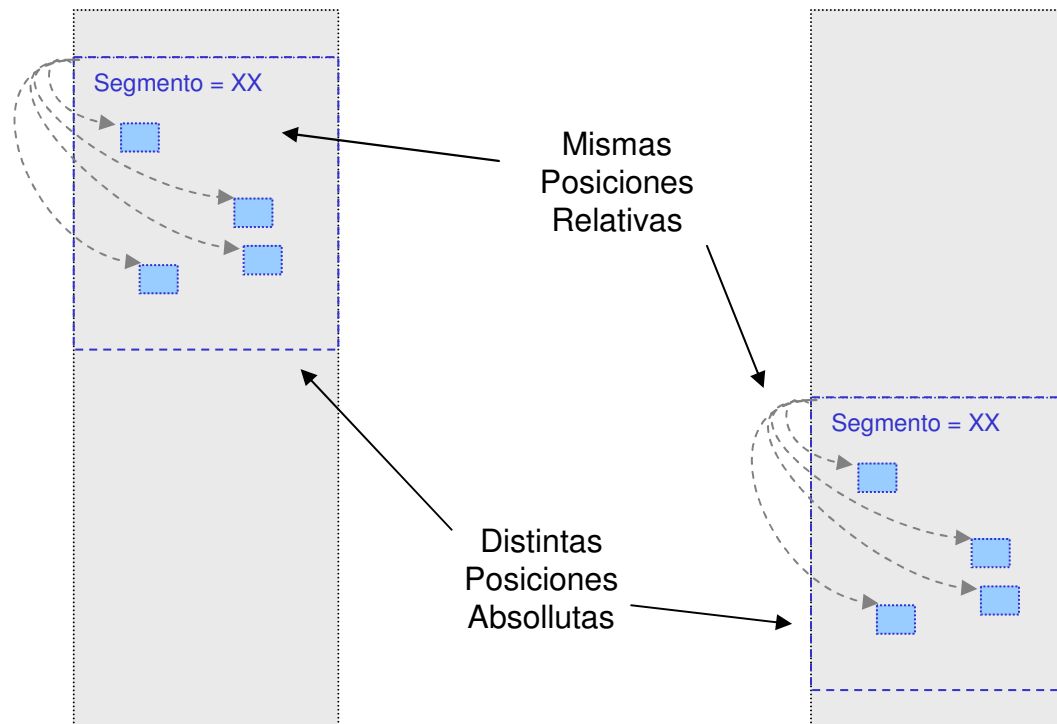 Segmento = XX
Mismas
Posiciones
Relativas
Segmento = XX
Distintas
Posiciones
Absollutas